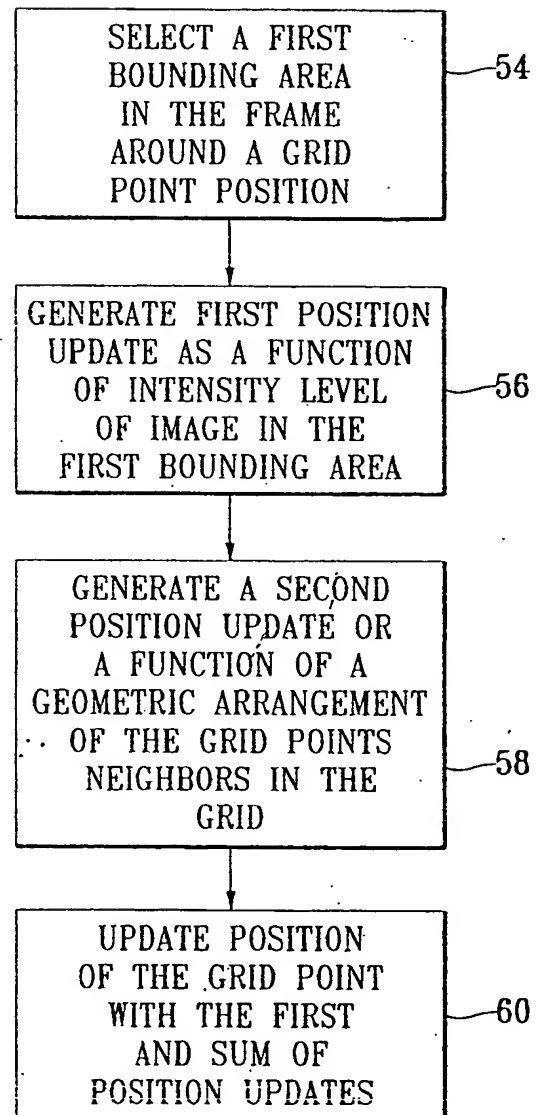 SELECT A FIRST
BOUNDING AREA
IN THE FRAME
AROUND A GRID
POINT POSITION
54
GENERATE FIRST POSITION
UPDATE AS A FUNCTION
OF INTENSITY LEVEL
OF IMAGE IN THE
FIRST BOUNDING AREA
56
GENERATE A SECOND
POSITION UPDATE OR
A FUNCTION OF A
GEOMETRIC ARRANGEMENT
OF THE GRID POINTS
NEIGHBORS IN THE
GRID
58
UPDATE POSITION
OF THE GRID POINT
WITH THE FIRST
AND SUM OF
POSITION UPDATES
60